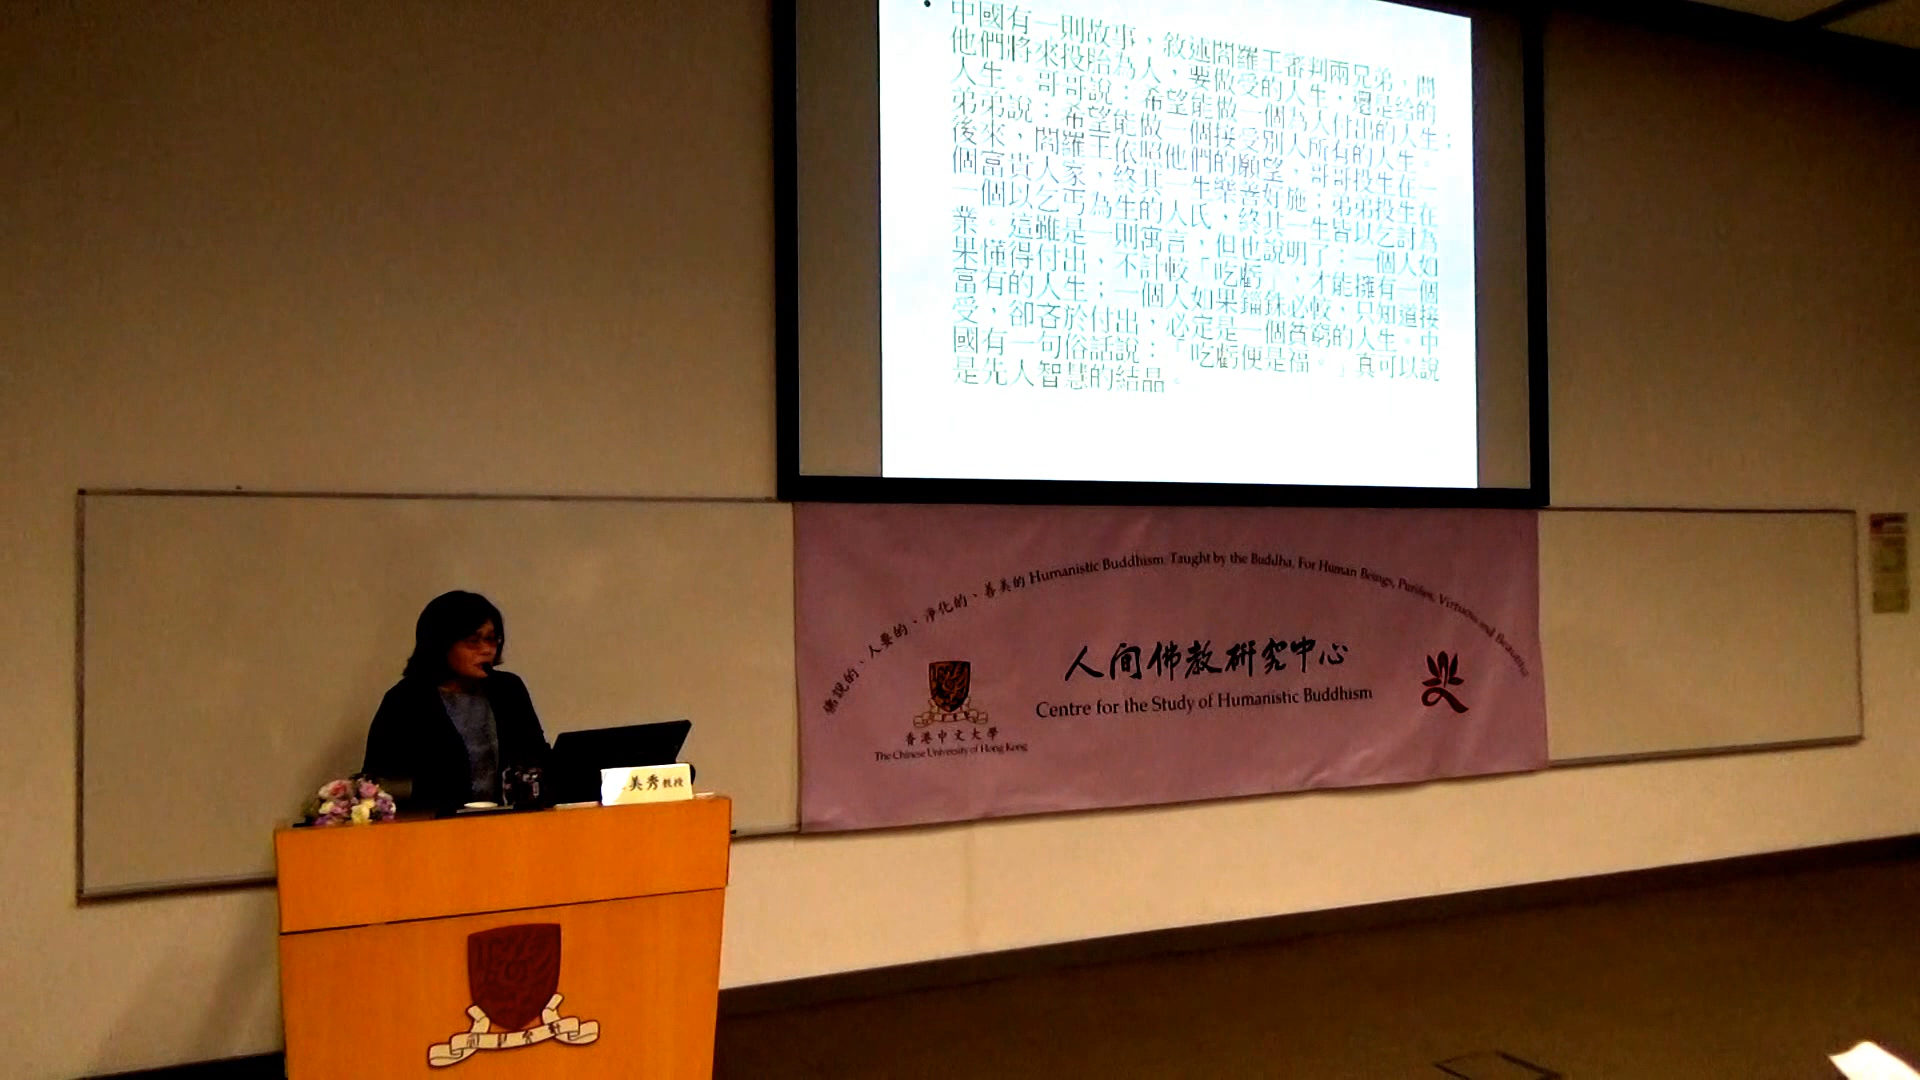 中國有一則故事，敘述閻羅王審判兩兄弟，問
他們將來投胎為人，要做受的人生，還是給的
人生。哥哥說：希望能做一個為人付出的人生；
弟弟說：希望能做一個接受別人所有的人生。
後來，閻羅王依照他們的願望，哥哥投生在一
個富貴人家，終其一生樂善好施；弟弟投生在
一個以乞丐為生的人氏，終其一生皆以乞討為
業。這雖是一則寓言，但也說明了：一個人如
果懂得付出、不計較「吃虧」，才能擁有一個
富有的人生；一個人如果錙銖必較，只知道接
受，卻吝於付出，必定是一個貧窮的人生。中
國有一句俗話說：「吃虧便是福。」真可以說
是先人智慧的結晶。
佛說的、人要的、淨化的、善美的 Humanistic Buddhism: Taught by the Buddha, For Human Beings, Purifies, Virtuous and Beautiful
人间佛教研究中心
Centre for the Study of Humanistic Buddhism
香港中文大學
The Chinese University of Hong Kong
美秀教授